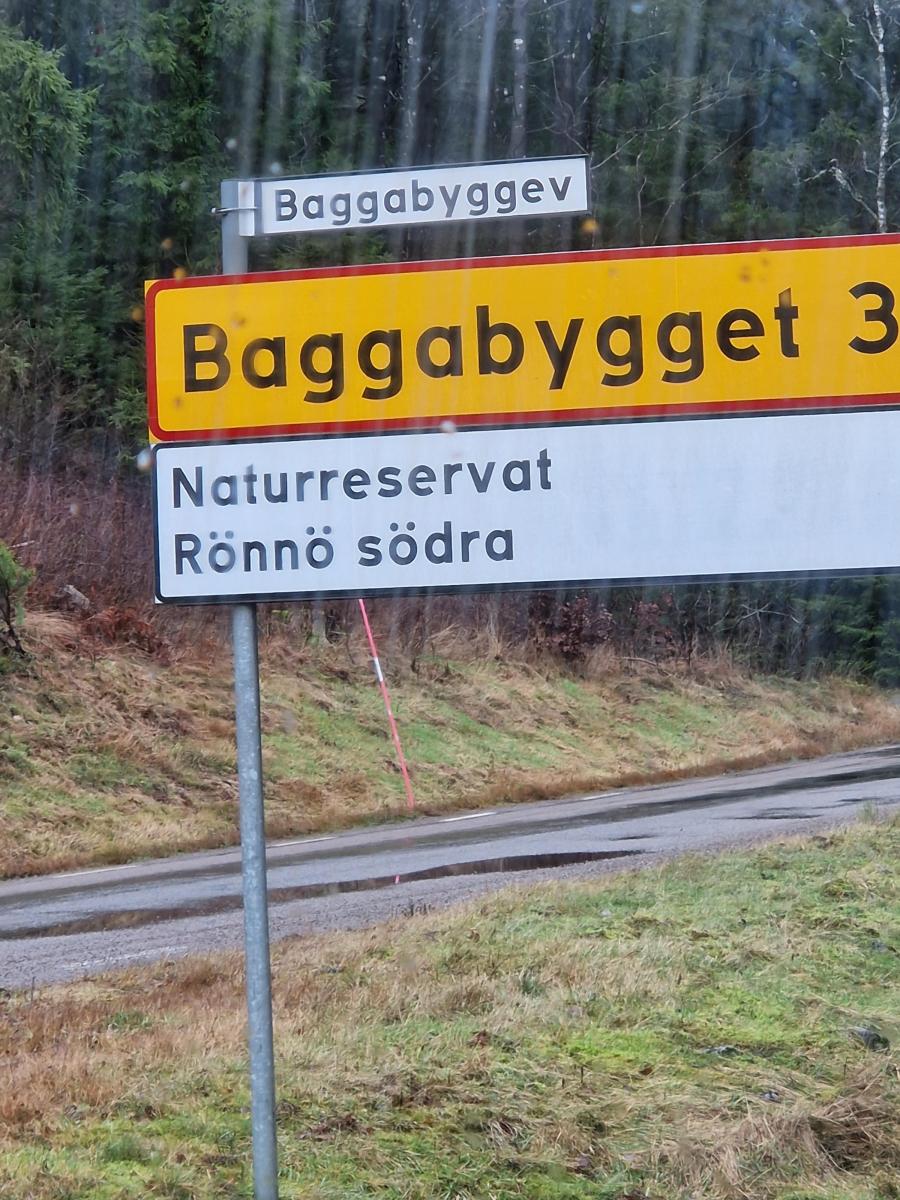 Baggabyggev
Baggabygget 3
Naturreservat
Rönnö södra